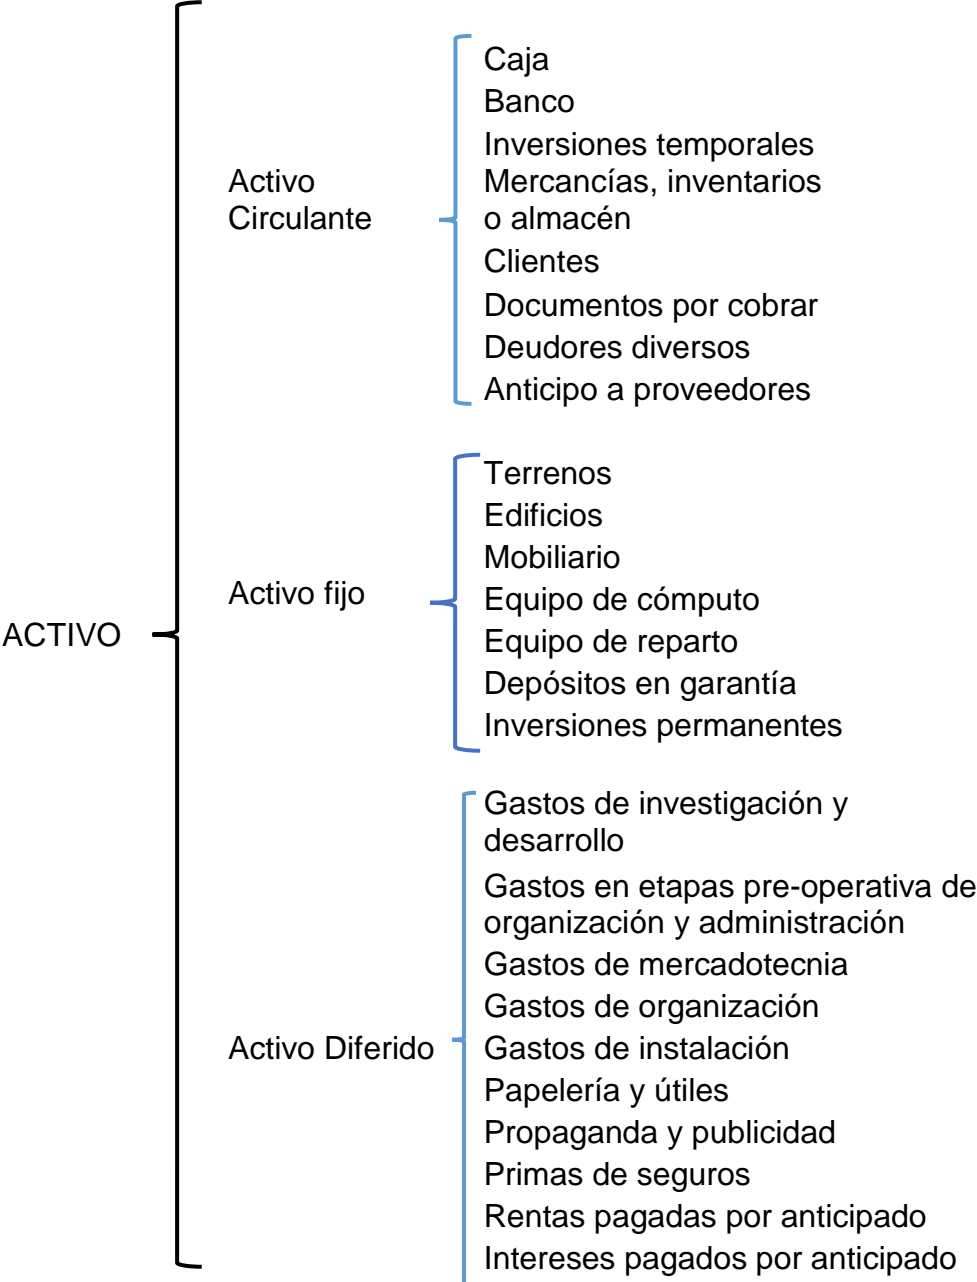 ACTIVO
Activo
Circulante
Caja
Banco
Inversiones temporales
Mercancías, inventarios
o almacén
Clientes
Documentos por cobrar
Deudores diversos
Anticipo a proveedores
Activo fijo
Terrenos
Edificios
Mobiliario
Equipo de cómputo
Equipo de reparto
Depósitos en garantía
Inversiones permanentes
Activo Diferido
Gastos de investigación y
desarrollo
Gastos en etapas pre-operativa de
organización y administración
Gastos de mercadotecnia
Gastos de organización
Gastos de instalación
Papelería y útiles
Propaganda y publicidad
Primas de seguros
Rentas pagadas por anticipado
Intereses pagados por anticipado